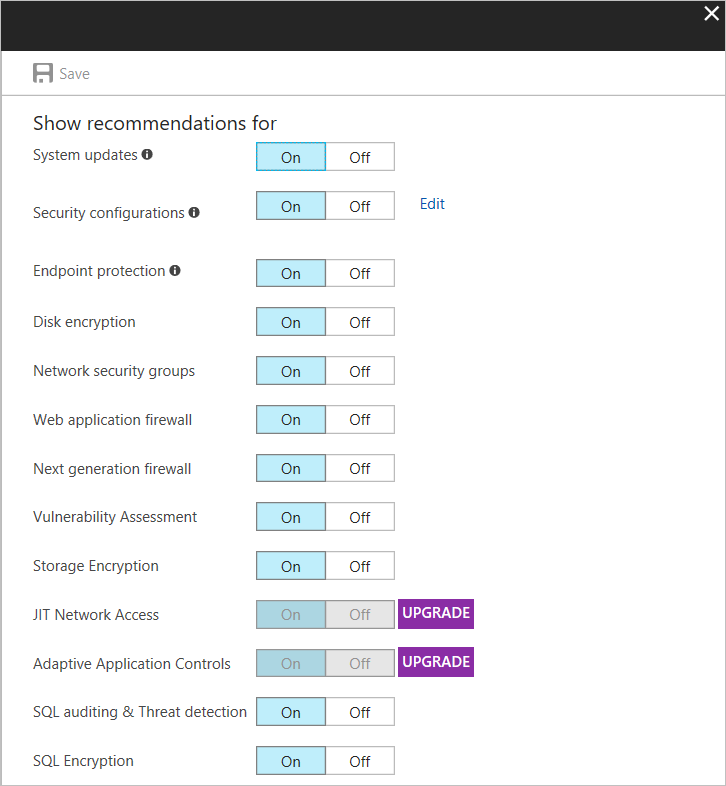 Save
Show recommendations for
System updates On Off
Security configurations On Off Edit
Endpoint protection On Off
Disk encryption On Off
Network security groups On Off
Web application firewall On Off
Next generation firewall On Off
Vulnerability Assessment On Off
Storage Encryption On Off
JIT Network Access On Off UPGRADE
Adaptive Application Controls On Off UPGRADE
SQL auditing & Threat detection On Off
SQL Encryption On Off